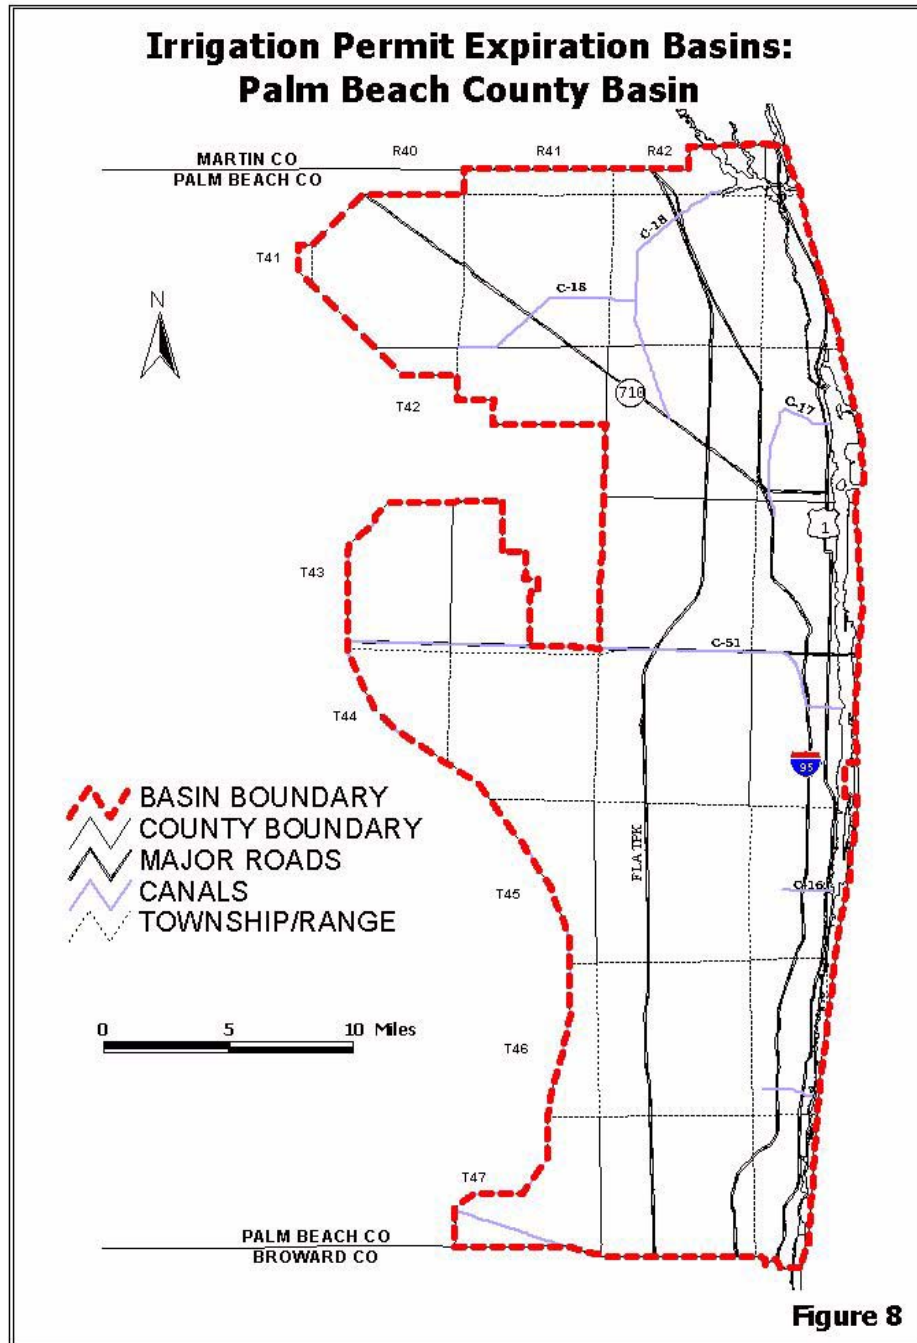 Irrigation Permit Expiration Basins:
Palm Beach County Basin
MARTIN CO
PALM BEACH CO
R40
R41
R42
C-18
T41
C-18
N
710
T42
C-17
1
T43
C-51
T44
95
BASIN BOUNDARY
COUNTY BOUNDARY
MAJOR ROADS
CANALS
TOWNSHIP/RANGE
FLA TPK
C-16
T45
0 5 10 Miles
T46
T47
PALM BEACH CO
BROWARD CO
Figure 8